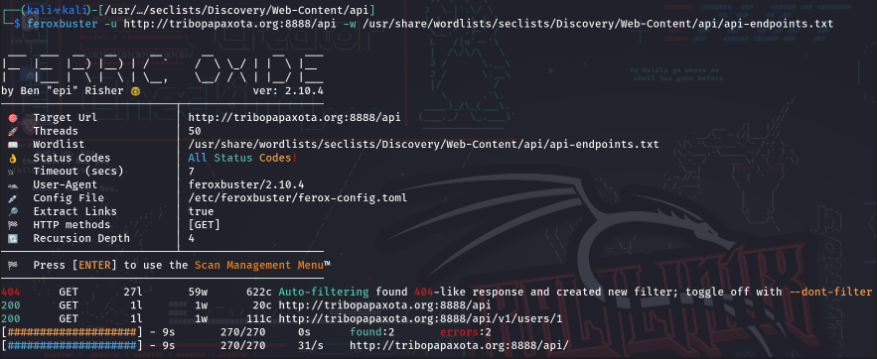 (kali㉿kali)-[/usr/…/seclists/Discovery/Web-Content/api]
$ feroxbuster -u http://tribopapaxota.org:8888/api -w /usr/share/wordlists/seclists/Discovery/Web-Content/api/api-endpoints.txt
FERRIC OXIDE
by Ben "epi" Risher 🤓 ver: 2.10.4
🎯 Target Url │ http://tribopapaxota.org:8888/api
🚀 Threads │ 50
📖 Wordlist │ /usr/share/wordlists/seclists/Discovery/Web-Content/api/api-endpoints.txt
👌 Status Codes │ All Status Codes!
💥 Timeout (secs) │ 7
🦡 User-Agent │ feroxbuster/2.10.4
💉 Config File │ /etc/feroxbuster/ferox-config.toml
🔎 Extract Links │ true
🏁 HTTP methods │ [GET]
🔃 Recursion Depth │ 4
🏁 Press [ENTER] to use the Scan Management Menu™
404 GET 27l 59w 622c Auto-filtering found 404-like response and created new filter; toggle off with --dont-filter
200 GET 1l 1w 20c http://tribopapaxota.org:8888/api
200 GET 1l 1w 111c http://tribopapaxota.org:8888/api/v1/users/1
[####################] - 9s 270/270 0s found:2 errors:2
[####################] - 9s 270/270 31/s http://tribopapaxota.org:8888/api/